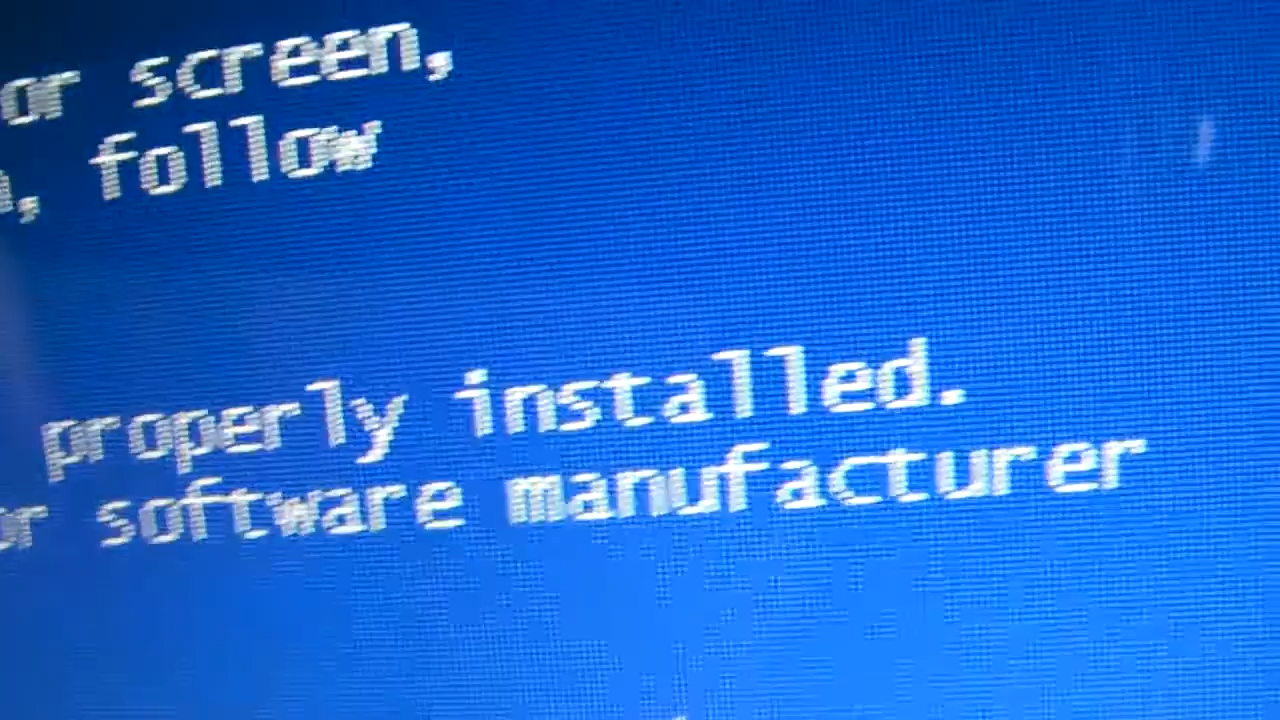 or screen,
, follow
properly installed.
or software manufacturer